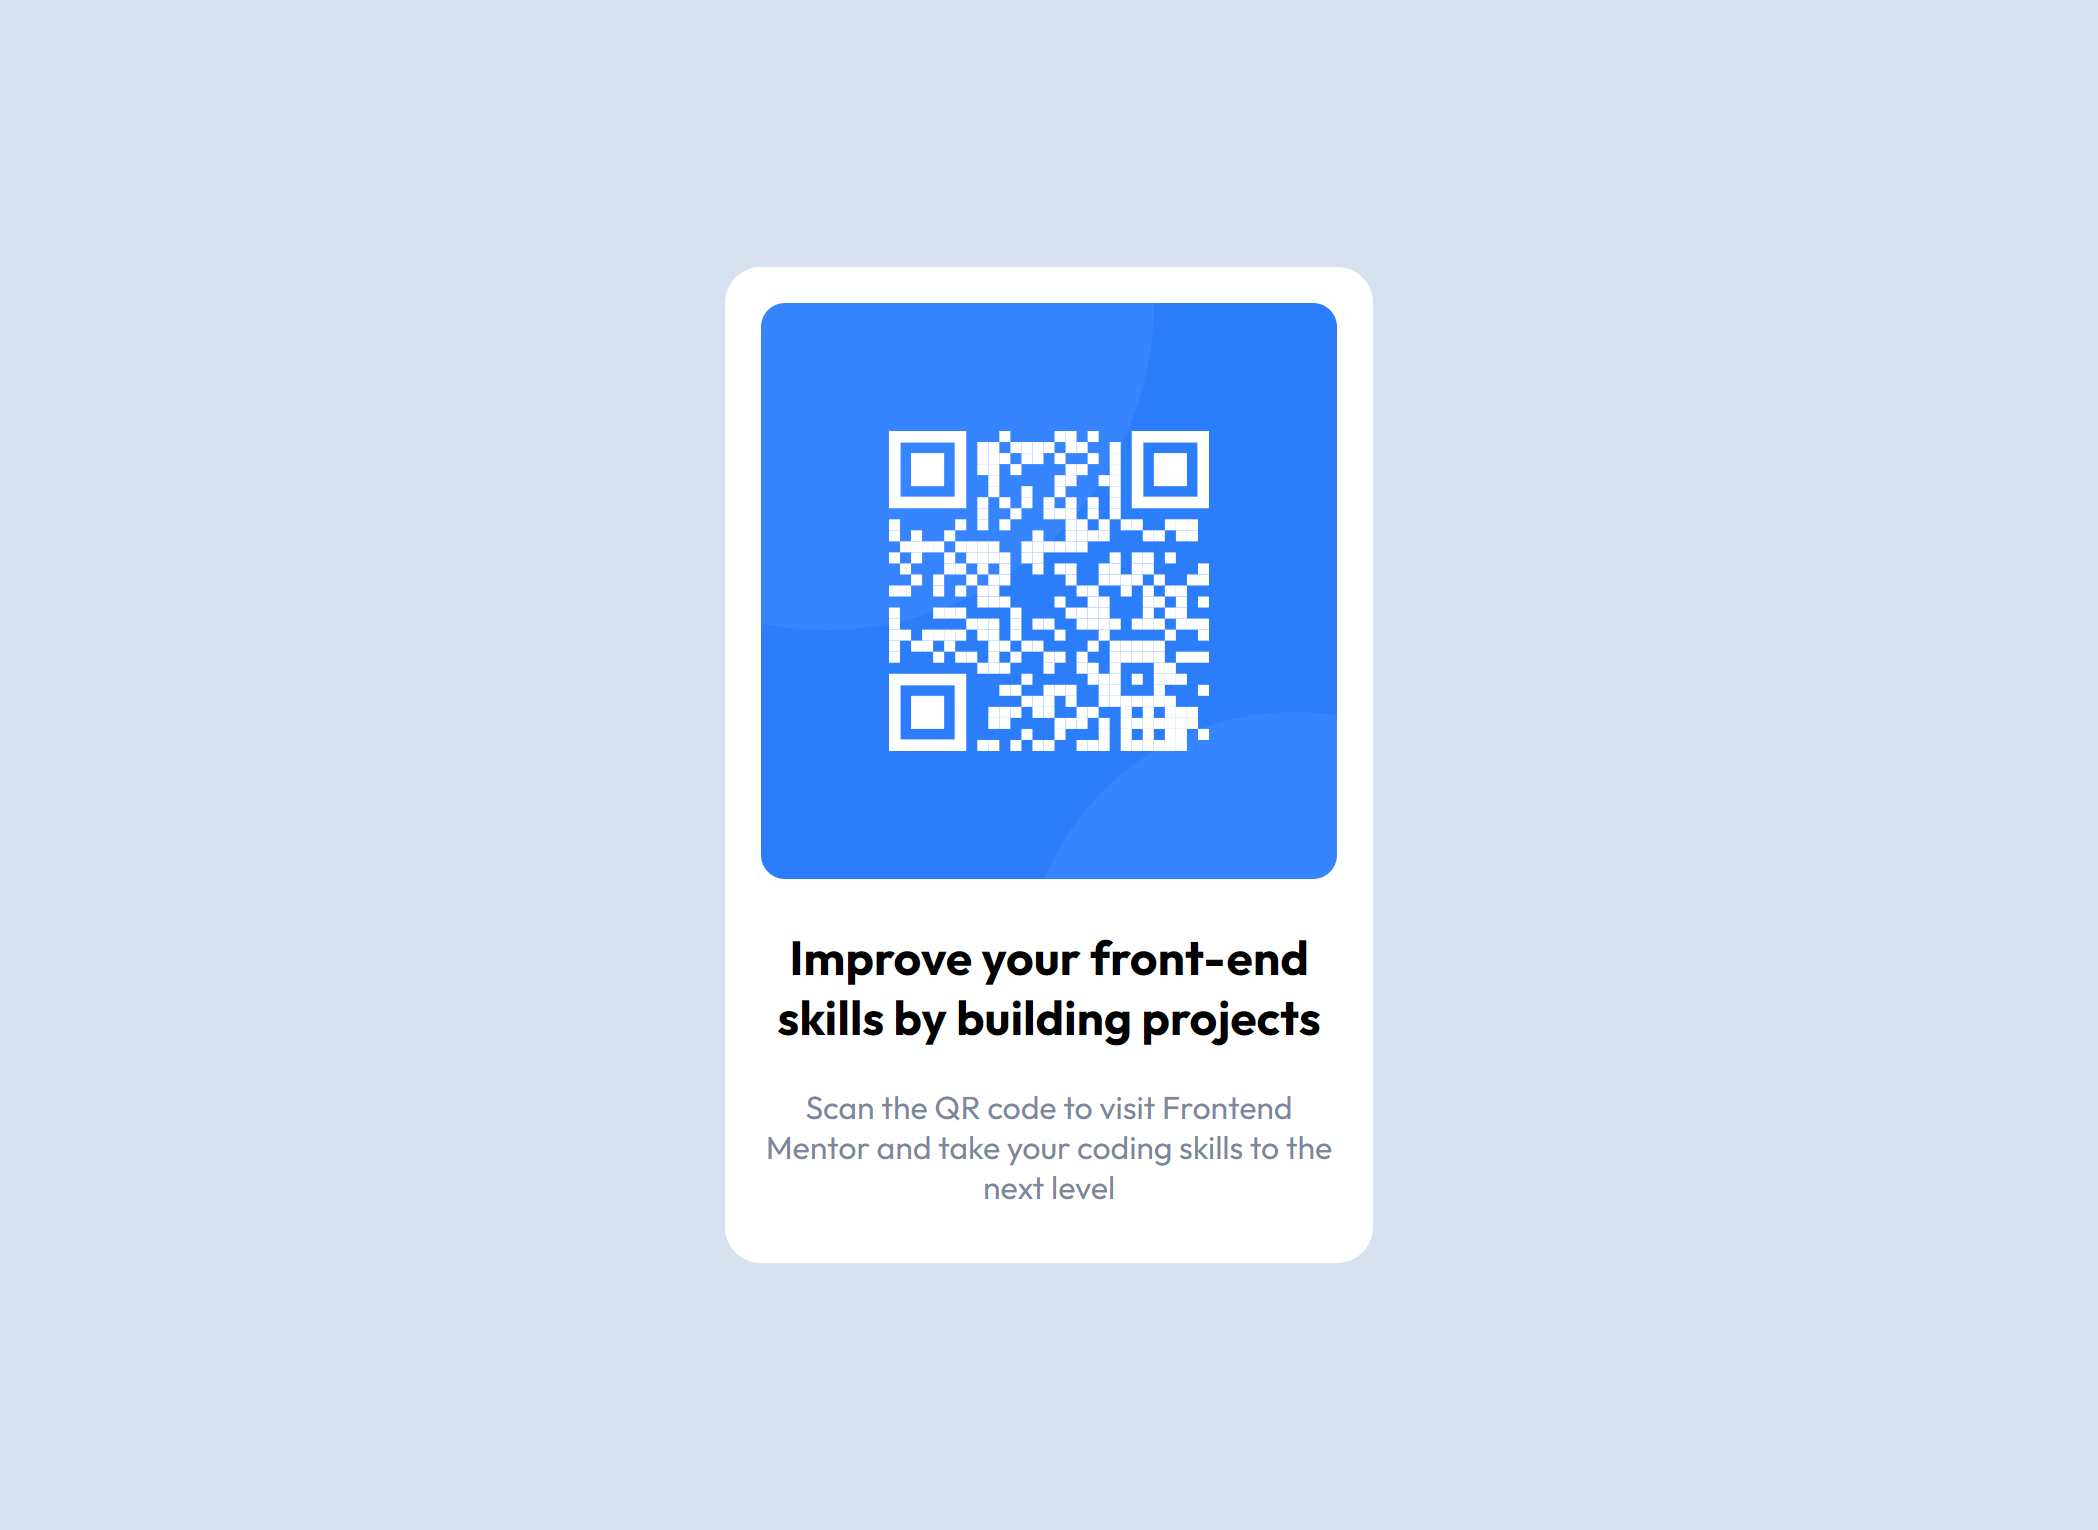 Improve your front-end
skills by building projects
Scan the QR code to visit Frontend
Mentor and take your coding skills to the
next level